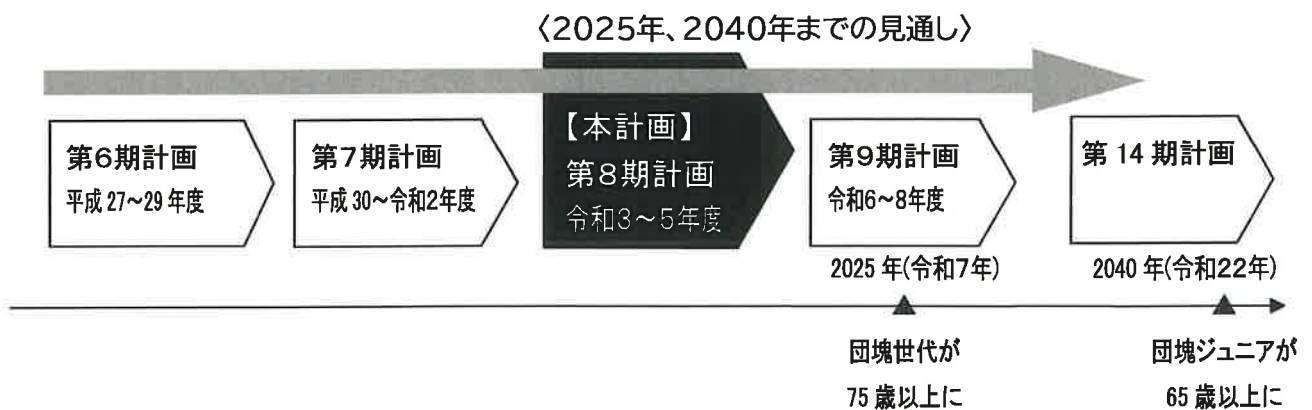 〈2025年、2040年までの見通し〉
第6期計画
平成27～29年度
第7期計画
平成30～令和2年度
【本計画】
第8期計画
令和3～5年度
第9期計画
令和6～8年度
第14期計画
2025年(令和7年)
2040年(令和22年)
団塊世代が
75歳以上に
団塊ジュニアが
65歳以上に